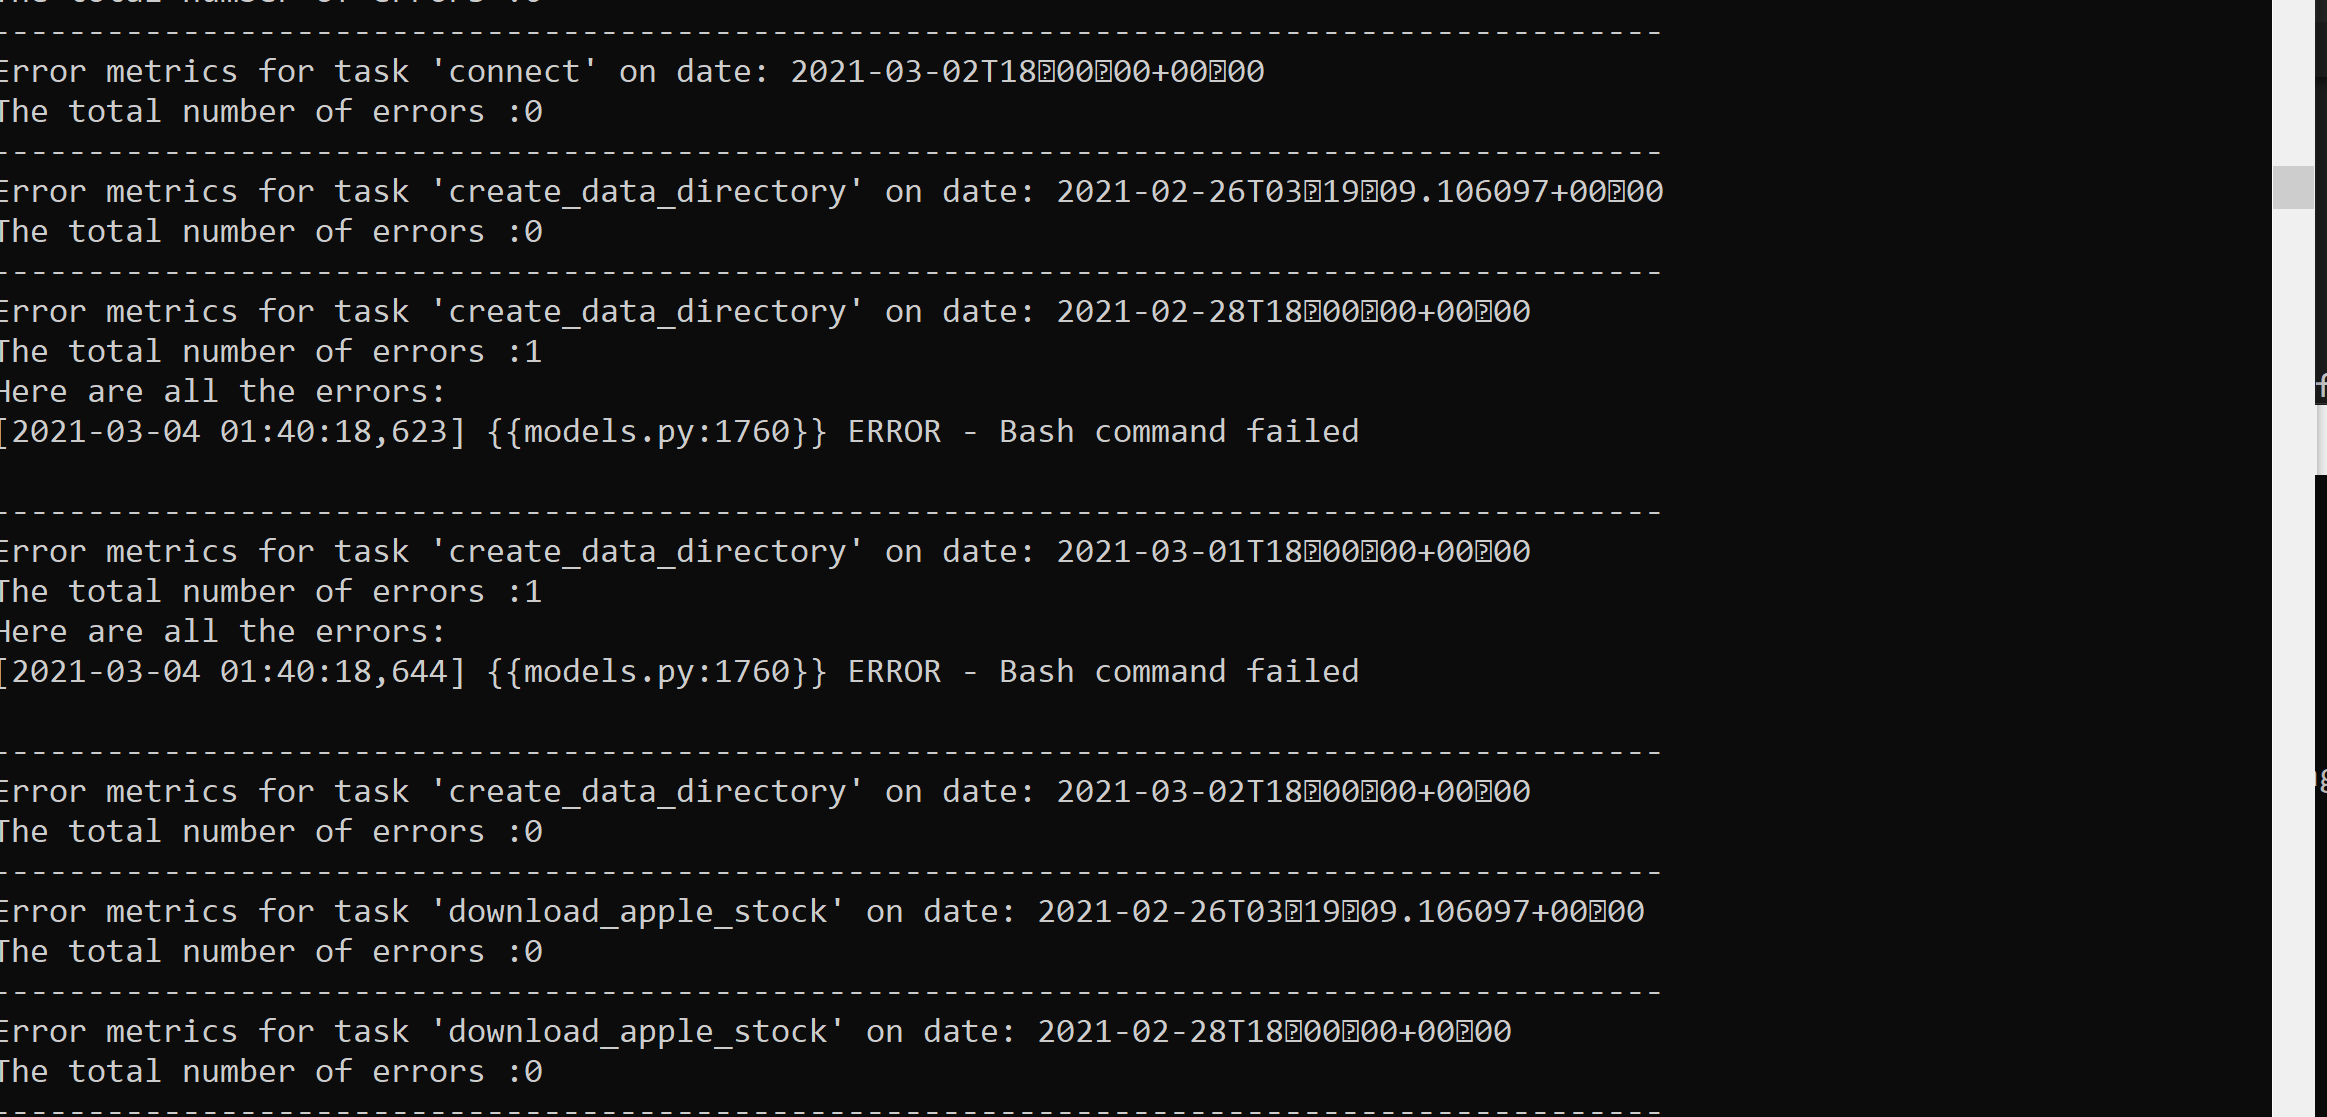 The total number of errors :0
----------------------------------------------------------------------------------------
Error metrics for task 'connect' on date: 2021-03-02T18�00�00+00�00
The total number of errors :0
----------------------------------------------------------------------------------------
Error metrics for task 'create_data_directory' on date: 2021-02-26T03�19�09.106097+00�00
The total number of errors :0
----------------------------------------------------------------------------------------
Error metrics for task 'create_data_directory' on date: 2021-02-28T18�00�00+00�00
The total number of errors :1
Here are all the errors:
[2021-03-04 01:40:18,623] {{models.py:1760}} ERROR - Bash command failed
----------------------------------------------------------------------------------------
Error metrics for task 'create_data_directory' on date: 2021-03-01T18�00�00+00�00
The total number of errors :1
Here are all the errors:
[2021-03-04 01:40:18,644] {{models.py:1760}} ERROR - Bash command failed
----------------------------------------------------------------------------------------
Error metrics for task 'create_data_directory' on date: 2021-03-02T18�00�00+00�00
The total number of errors :0
----------------------------------------------------------------------------------------
Error metrics for task 'download_apple_stock' on date: 2021-02-26T03�19�09.106097+00�00
The total number of errors :0
----------------------------------------------------------------------------------------
Error metrics for task 'download_apple_stock' on date: 2021-02-28T18�00�00+00�00
The total number of errors :0
----------------------------------------------------------------------------------------